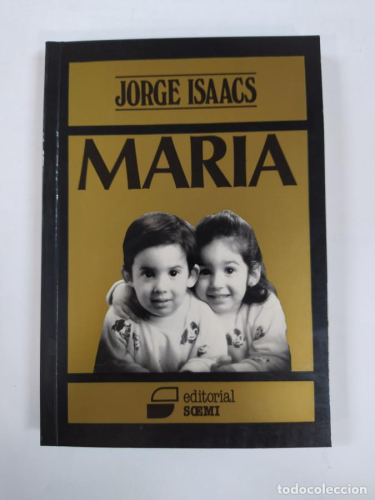 JORGE ISAACS
MARIA
editorial
SŒMI
todocoleccion